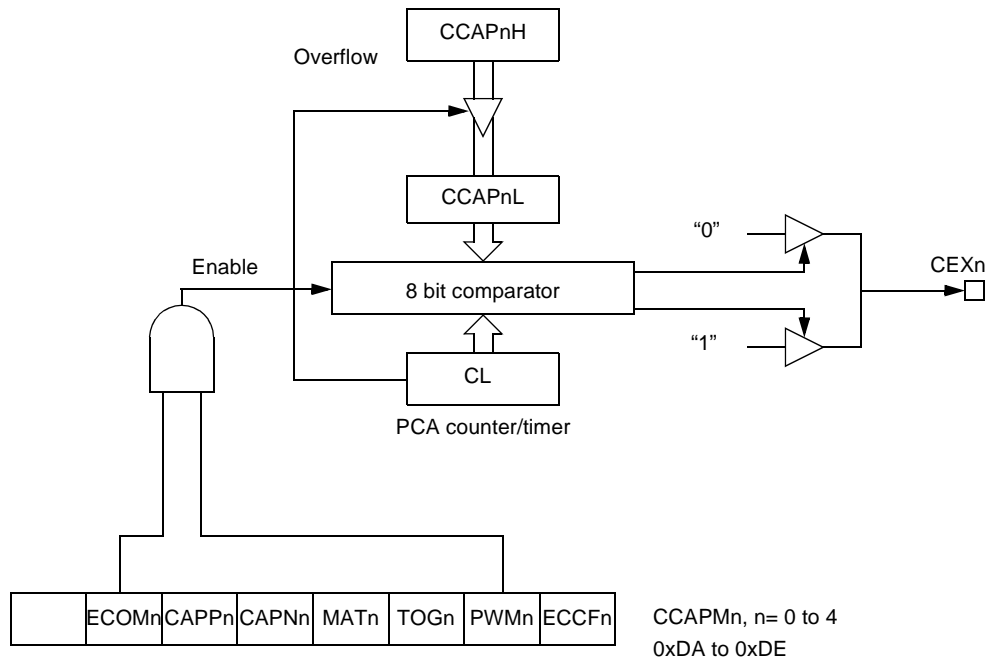 CCAPnH
Overflow
CCAPnL
“0”
Enable
CEXn
8 bit comparator
“1”
CL
PCA counter/timer
ECOMn CAPPn CAPNn MATn TOGn PWMn ECCFn
CCAPMn, n= 0 to 4
0xDA to 0xDE